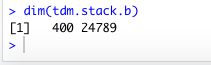 > dim(tdm.stack.b)
[1]   400 24789
>